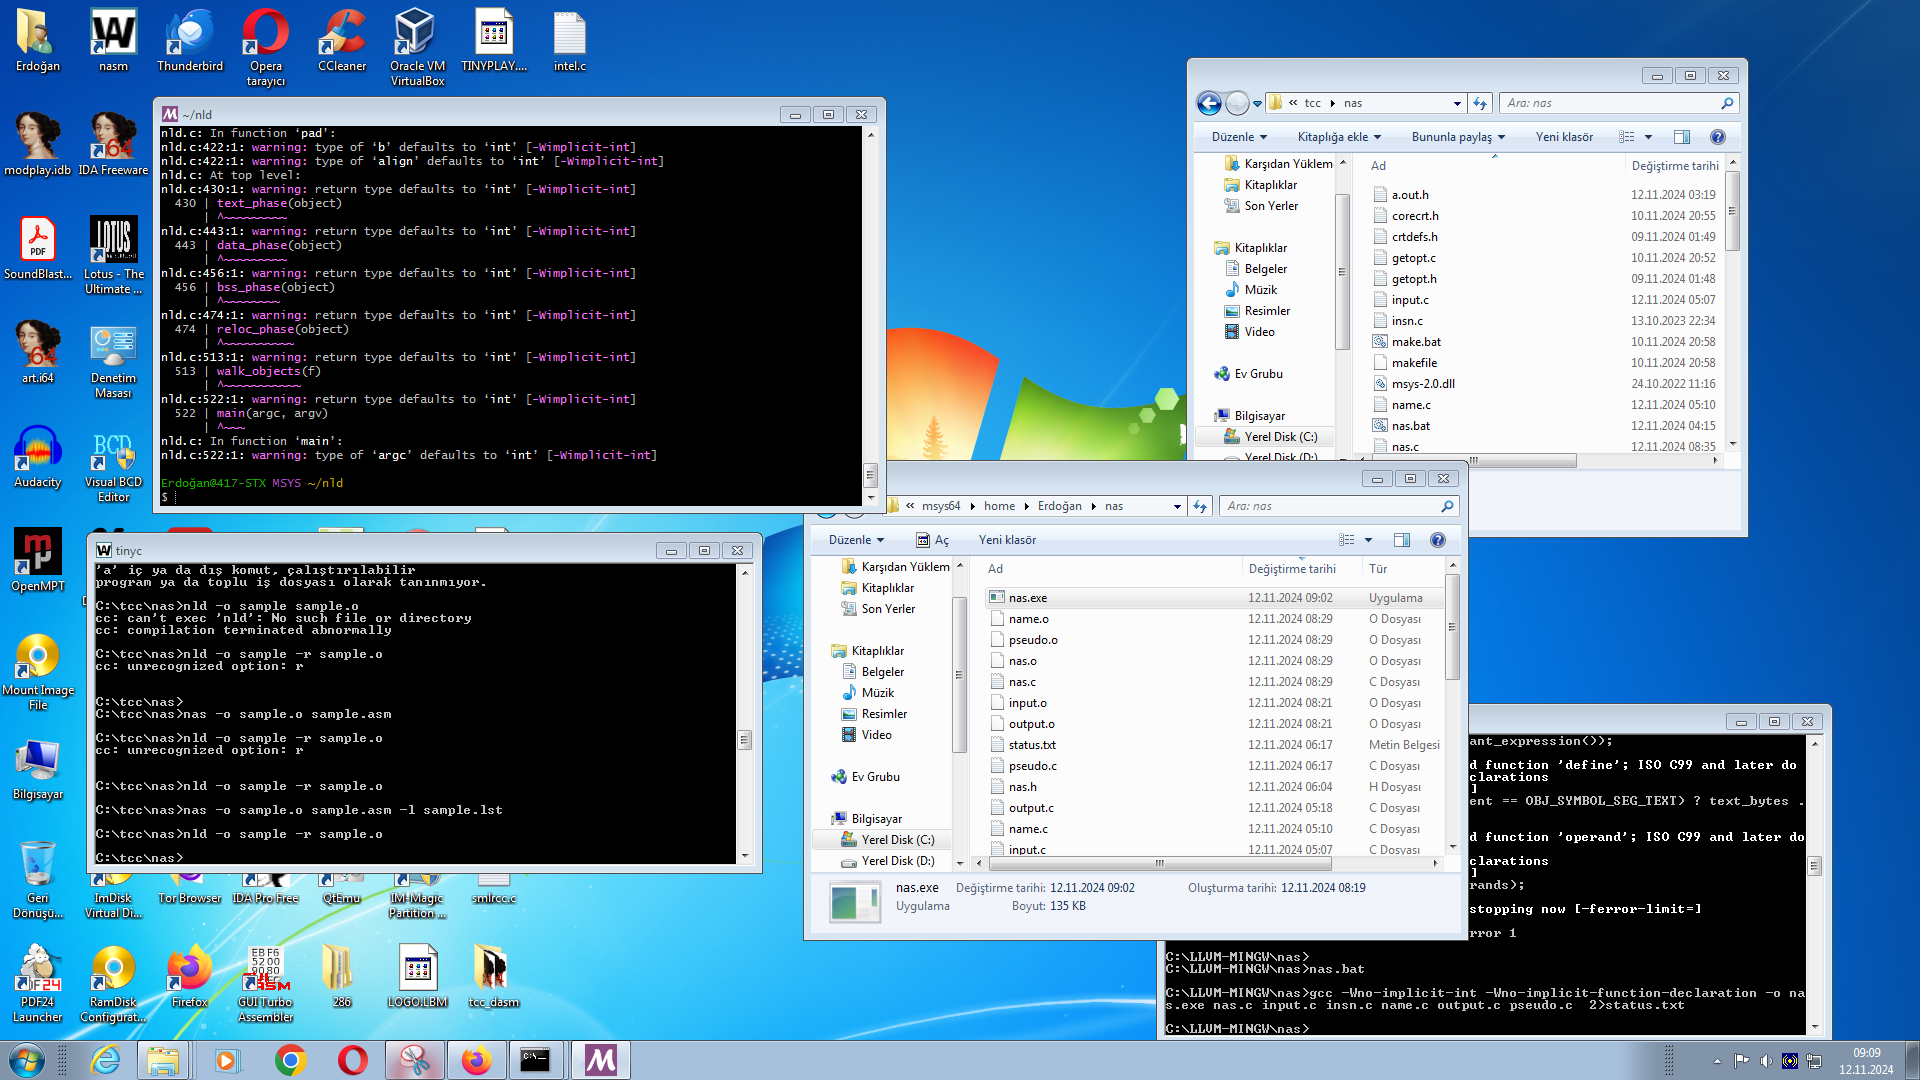 Erdoğan
nasm
Thunderbird
Opera
tarayıcı
CCleaner
Oracle VM
VirtualBox
TINYPLAY....
intel.c
modplay.idb
IDA Freeware
SoundBlast...
Lotus - The
Ultimate ...
art.i64
Denetim
Masası
Audacity
Visual BCD
Editor
OpenMPT
Mount Image
File
Bilgisayar
Geri
Dönüşü...
ImDisk
Virtual Di...
Tor Browser
IDA Pro Free
QtEmu
IM-Magic
Partition ...
smlrcc.c
PDF24
Launcher
RamDisk
Configurat...
Firefox
GUI Turbo
Assembler
286
LOGO.LBM
tcc_dasm
~/nld
nld.c: In function ‘pad’:
nld.c:422:1: warning: type of ‘b’ defaults to ‘int’ [-Wimplicit-int]
nld.c:422:1: warning: type of ‘align’ defaults to ‘int’ [-Wimplicit-int]
nld.c: At top level:
nld.c:430:1: warning: return type defaults to ‘int’ [-Wimplicit-int]
430 | text_phase(object)
| ^~~~~~~~~~
nld.c:443:1: warning: return type defaults to ‘int’ [-Wimplicit-int]
443 | data_phase(object)
| ^~~~~~~~~~
nld.c:456:1: warning: return type defaults to ‘int’ [-Wimplicit-int]
456 | bss_phase(object)
| ^~~~~~~~~
nld.c:474:1: warning: return type defaults to ‘int’ [-Wimplicit-int]
474 | reloc_phase(object)
| ^~~~~~~~~~~
nld.c:513:1: warning: return type defaults to ‘int’ [-Wimplicit-int]
513 | walk_objects(f)
| ^~~~~~~~~~~~
nld.c:522:1: warning: return type defaults to ‘int’ [-Wimplicit-int]
522 | main(argc, argv)
| ^~~~
nld.c: In function ‘main’:
nld.c:522:1: warning: type of ‘argc’ defaults to ‘int’ [-Wimplicit-int]
Erdoğan@417-STX MSYS ~/nld
$
tinyc
'a' iç ya da dış komut, çalıştırılabilir
program ya da toplu iş dosyası olarak tanınmıyor.
C:\tcc\nas>nld -o sample sample.o
cc: can't exec 'nld': No such file or directory
cc: compilation terminated abnormally
C:\tcc\nas>nld -o sample -r sample.o
cc: unrecognized option: r
C:\tcc\nas>
C:\tcc\nas>nas -o sample.o sample.asm
C:\tcc\nas>nld -o sample -r sample.o
cc: unrecognized option: r
C:\tcc\nas>nld -o sample -r sample.o
C:\tcc\nas>nas -o sample.o sample.asm -l sample.lst
C:\tcc\nas>nld -o sample -r sample.o
C:\tcc\nas>
« tcc ▸ nas
Ara: nas
Düzenle
Kitaplığa ekle
Bununla paylaş
Yeni klasör
Karşıdan Yüklem
Kitaplıklar
Son Yerler
Kitaplıklar
Belgeler
Müzik
Resimler
Video
Ev Grubu
Bilgisayar
Yerel Disk (C:)
Yerel Disk (D:)
Ad Değiştirme tarihi
a.out.h 12.11.2024 03:19
corecrt.h 10.11.2024 20:55
crtdefs.h 09.11.2024 01:49
getopt.c 10.11.2024 20:52
getopt.h 09.11.2024 01:48
input.c 12.11.2024 05:07
insn.c 13.10.2023 22:34
make.bat 10.11.2024 20:58
makefile 10.11.2024 20:58
msys-2.0.dll 24.10.2022 11:16
name.c 12.11.2024 05:10
nas.bat 12.11.2024 04:15
nas.c 12.11.2024 08:35
« msys64 ▸ home ▸ Erdoğan ▸ nas
Ara: nas
Düzenle
Aç
Yeni klasör
Karşıdan Yüklem
Kitaplıklar
Son Yerler
Kitaplıklar
Belgeler
Müzik
Resimler
Video
Ev Grubu
Bilgisayar
Yerel Disk (C:)
Yerel Disk (D:)
Ad Değiştirme tarihi Tür
nas.exe 12.11.2024 09:02 Uygulama
name.o 12.11.2024 08:29 O Dosyası
pseudo.o 12.11.2024 08:29 O Dosyası
nas.o 12.11.2024 08:29 O Dosyası
nas.c 12.11.2024 08:29 C Dosyası
input.o 12.11.2024 08:21 O Dosyası
output.o 12.11.2024 08:21 O Dosyası
status.txt 12.11.2024 06:17 Metin Belgesi
pseudo.c 12.11.2024 06:17 C Dosyası
nas.h 12.11.2024 06:04 H Dosyası
output.c 12.11.2024 05:18 C Dosyası
name.c 12.11.2024 05:10 C Dosyası
input.c 12.11.2024 05:07 C Dosyası
nas.exe Değiştirme tarihi: 12.11.2024 09:02 Oluşturma tarihi: 12.11.2024 08:19
Uygulama Boyut: 135 KB
ant_expression());
d function 'define'; ISO C99 and later do
clarations
]
ent == OBJ_SYMBOL_SEG_TEXT) ? text_bytes .
d function 'operand'; ISO C99 and later do
clarations
]
rands);
stopping now [-ferror-limit=]
rror 1
C:\LLVM-MINGW\nas>
C:\LLVM-MINGW\nas>nas.bat
C:\LLVM-MINGW\nas>gcc -Wno-implicit-int -Wno-implicit-function-declaration -o na
s.exe nas.c input.c insn.c name.c output.c pseudo.c 2>status.txt
C:\LLVM-MINGW\nas>
09:09
12.11.2024